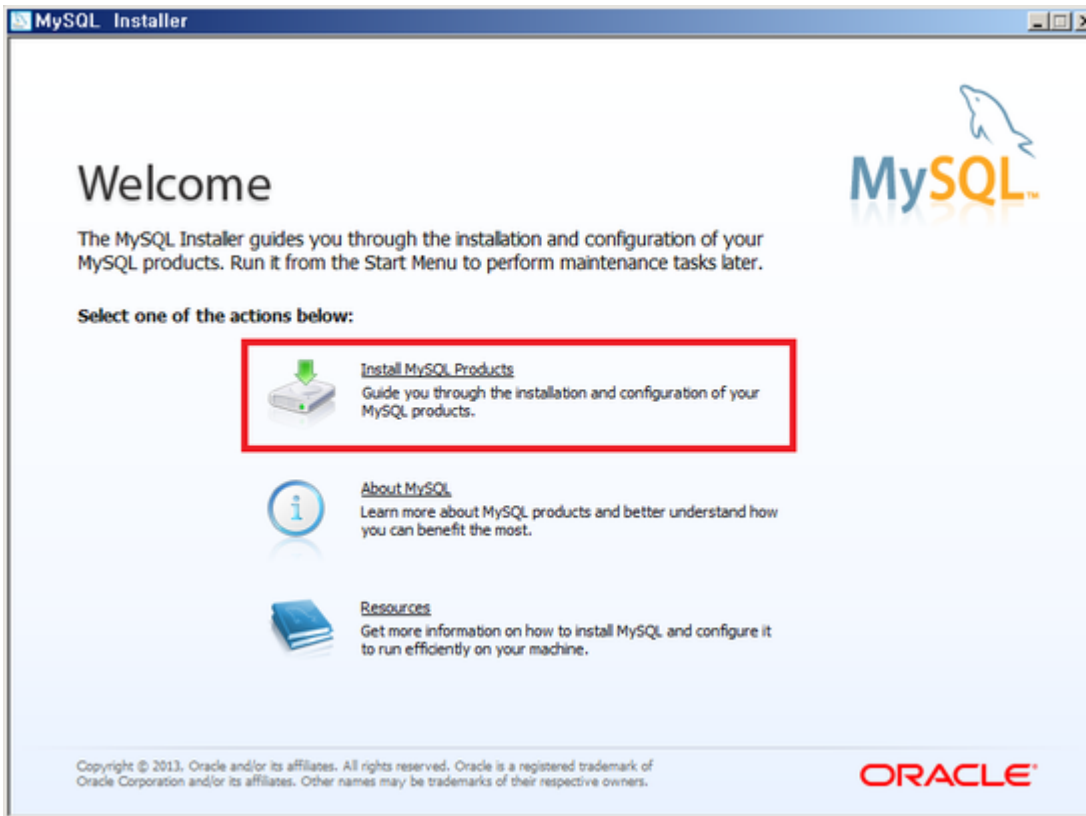 MySQL Installer
MySQL™
Welcome
The MySQL Installer guides you through the installation and configuration of your
MySQL products. Run it from the Start Menu to perform maintenance tasks later.
Select one of the actions below:
Install MySQL Products
Guide you through the installation and configuration of your
MySQL products.
About MySQL
Learn more about MySQL products and better understand how
you can benefit the most.
Resources
Get more information on how to install MySQL and configure it
to run efficiently on your machine.
Copyright © 2013, Oracle and/or its affiliates. All rights reserved. Oracle is a registered trademark of
Oracle Corporation and/or its affiliates. Other names may be trademarks of their respective owners.
ORACLE®